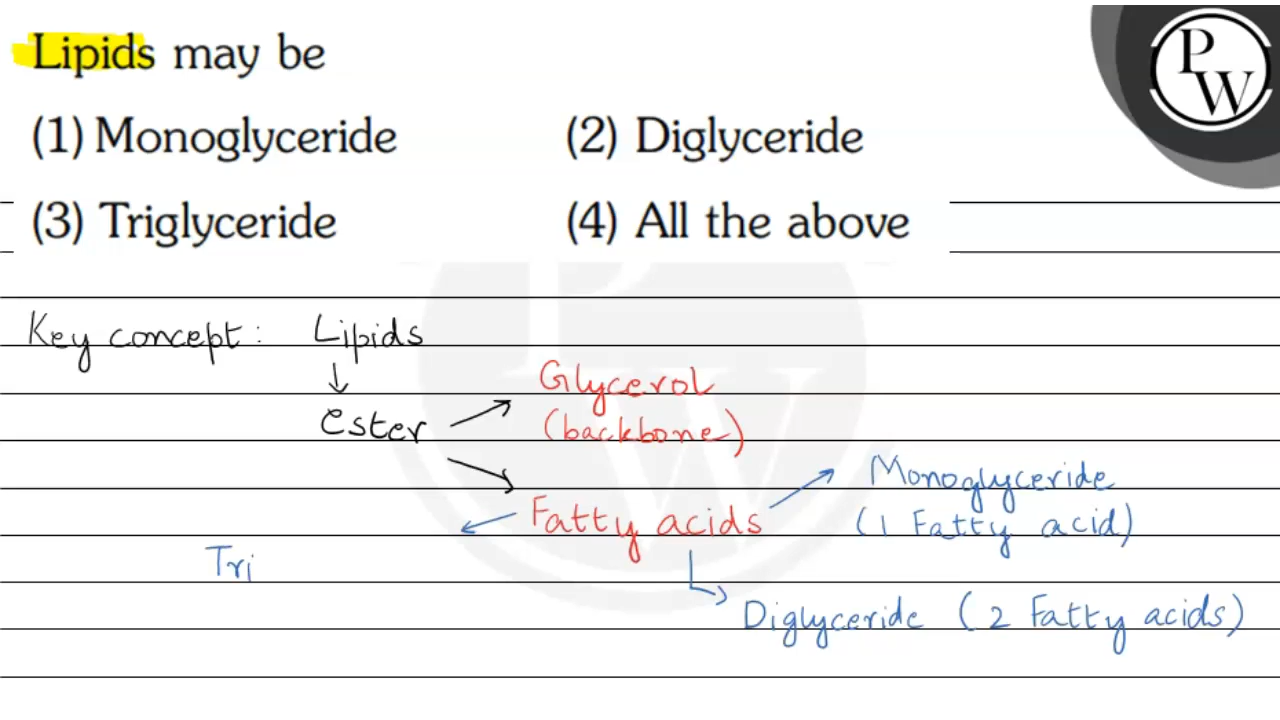 Lipids may be
PW
(1) Monoglyceride (2) Diglyceride
(3) Triglyceride (4) All the above
Key concept: Lipids
Glycerol
ester
(backbone)
Monoglyceride
Fatty acids
(1 Fatty acid)
Tri
Diglyceride (2 Fatty acids)